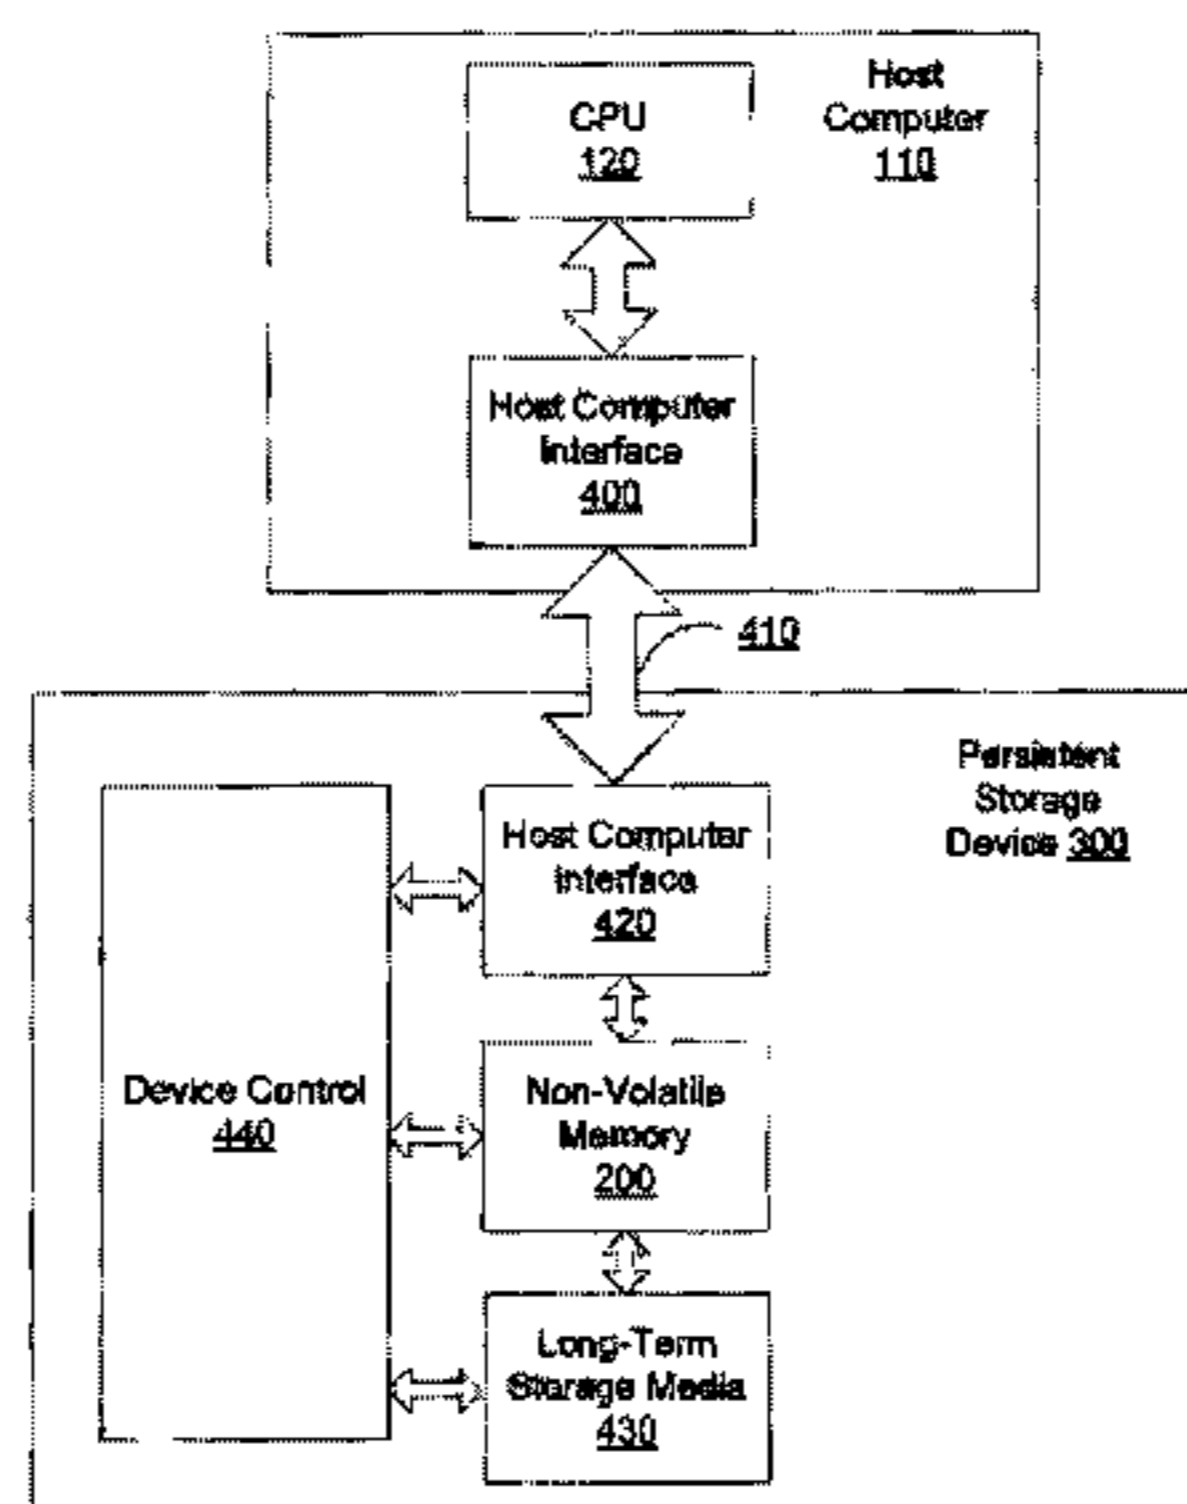 CPU
120
Host
Computer
110
Host Computer
Interface
400
410
Persistent
Storage
Device 300
Host Computer
Interface
420
Device Control
440
Non-Volatile
Memory
200
Long-Term
Storage Media
430